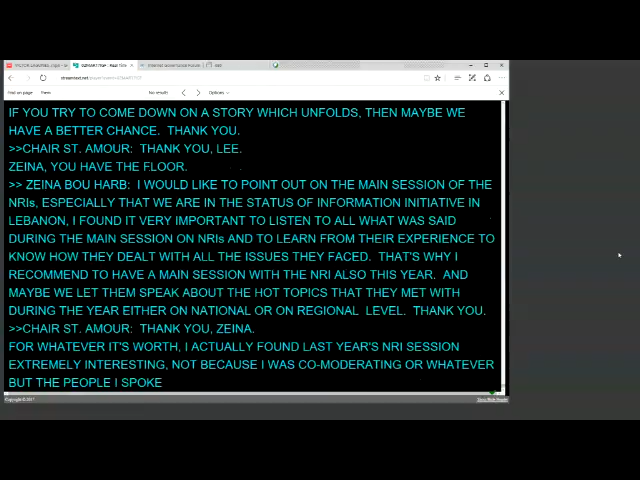 streamtext.net
Find on page
No results
Options
IF YOU TRY TO COME DOWN ON A STORY WHICH UNFOLDS, THEN MAYBE WE
HAVE A BETTER CHANCE.  THANK YOU.
>>CHAIR ST. AMOUR:  THANK YOU, LEE.
ZEINA, YOU HAVE THE FLOOR.
>> ZEINA BOU HARB:  I WOULD LIKE TO POINT OUT ON THE MAIN SESSION OF THE
NRIs, ESPECIALLY THAT WE ARE IN THE STATUS OF INFORMATION INITIATIVE IN
LEBANON, I FOUND IT VERY IMPORTANT TO LISTEN TO ALL WHAT WAS SAID
DURING THE MAIN SESSION ON NRIs AND TO LEARN FROM THEIR EXPERIENCE TO
KNOW HOW THEY DEALT WITH ALL THE ISSUES THEY FACED.  THAT'S WHY I
RECOMMEND TO HAVE A MAIN SESSION WITH THE NRI ALSO THIS YEAR.  AND
MAYBE WE LET THEM SPEAK ABOUT THE HOT TOPICS THAT THEY MET WITH
DURING THE YEAR EITHER ON NATIONAL OR ON REGIONAL  LEVEL.  THANK YOU.
>>CHAIR ST. AMOUR:  THANK YOU, ZEINA.
FOR WHATEVER IT'S WORTH, I ACTUALLY FOUND LAST YEAR'S NRI SESSION
EXTREMELY INTERESTING, NOT BECAUSE I WAS CO-MODERATING OR WHATEVER
BUT THE PEOPLE I SPOKE
Copyright © 2017